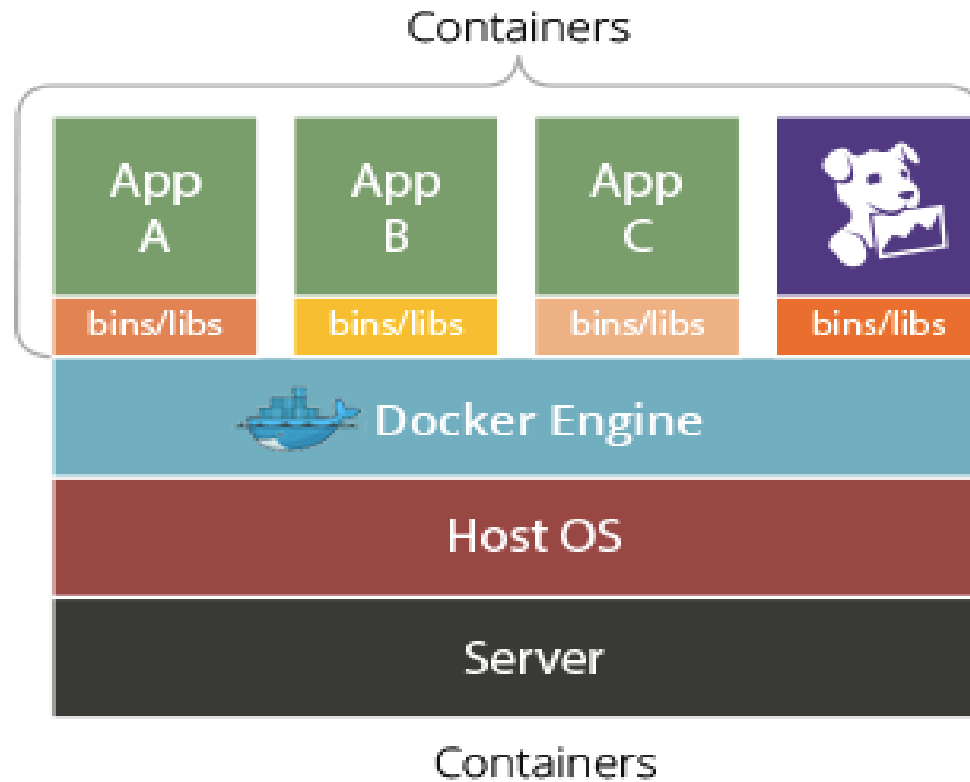 Containers
App
A
App
B
App
C
bins/libs
bins/libs
bins/libs
bins/libs
Docker Engine
Host OS
Server
Containers